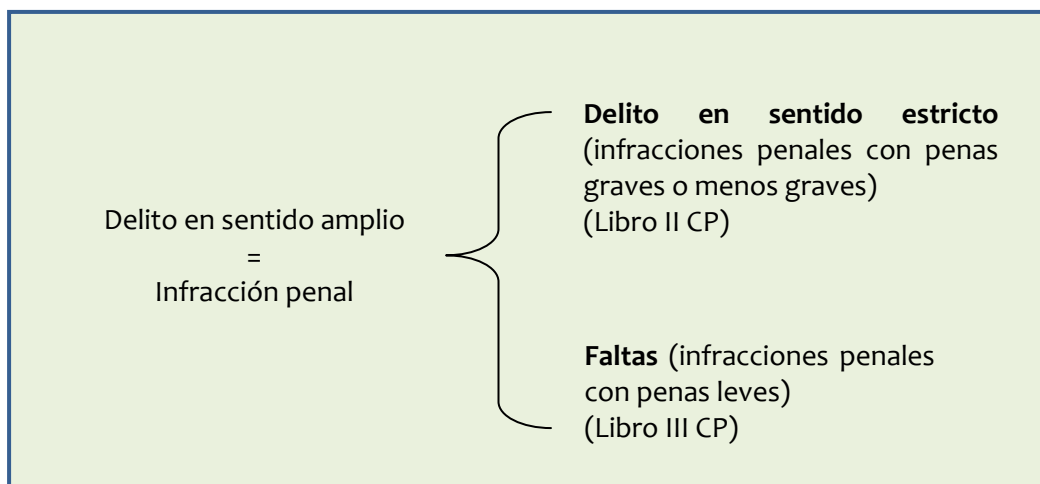 Delito en sentido amplio
=
Infracción penal
Delito en sentido estricto
(infracciones penales con penas
graves o menos graves)
(Libro II CP)
Faltas (infracciones penales
con penas leves)
(Libro III CP)